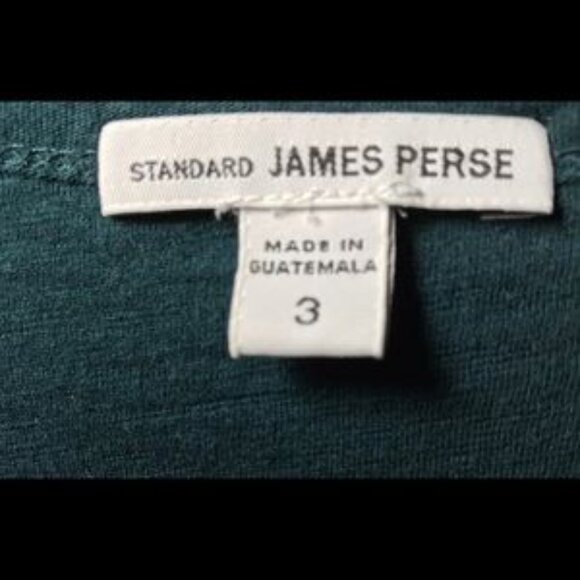 STANDARD JAMES PERSE
MADE IN
GUATEMALA
3